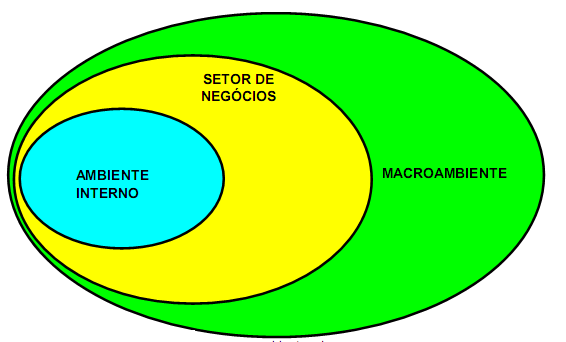 SETOR DE
NEGÓCIOS
AMBIENTE
INTERNO
MACROAMBIENTE